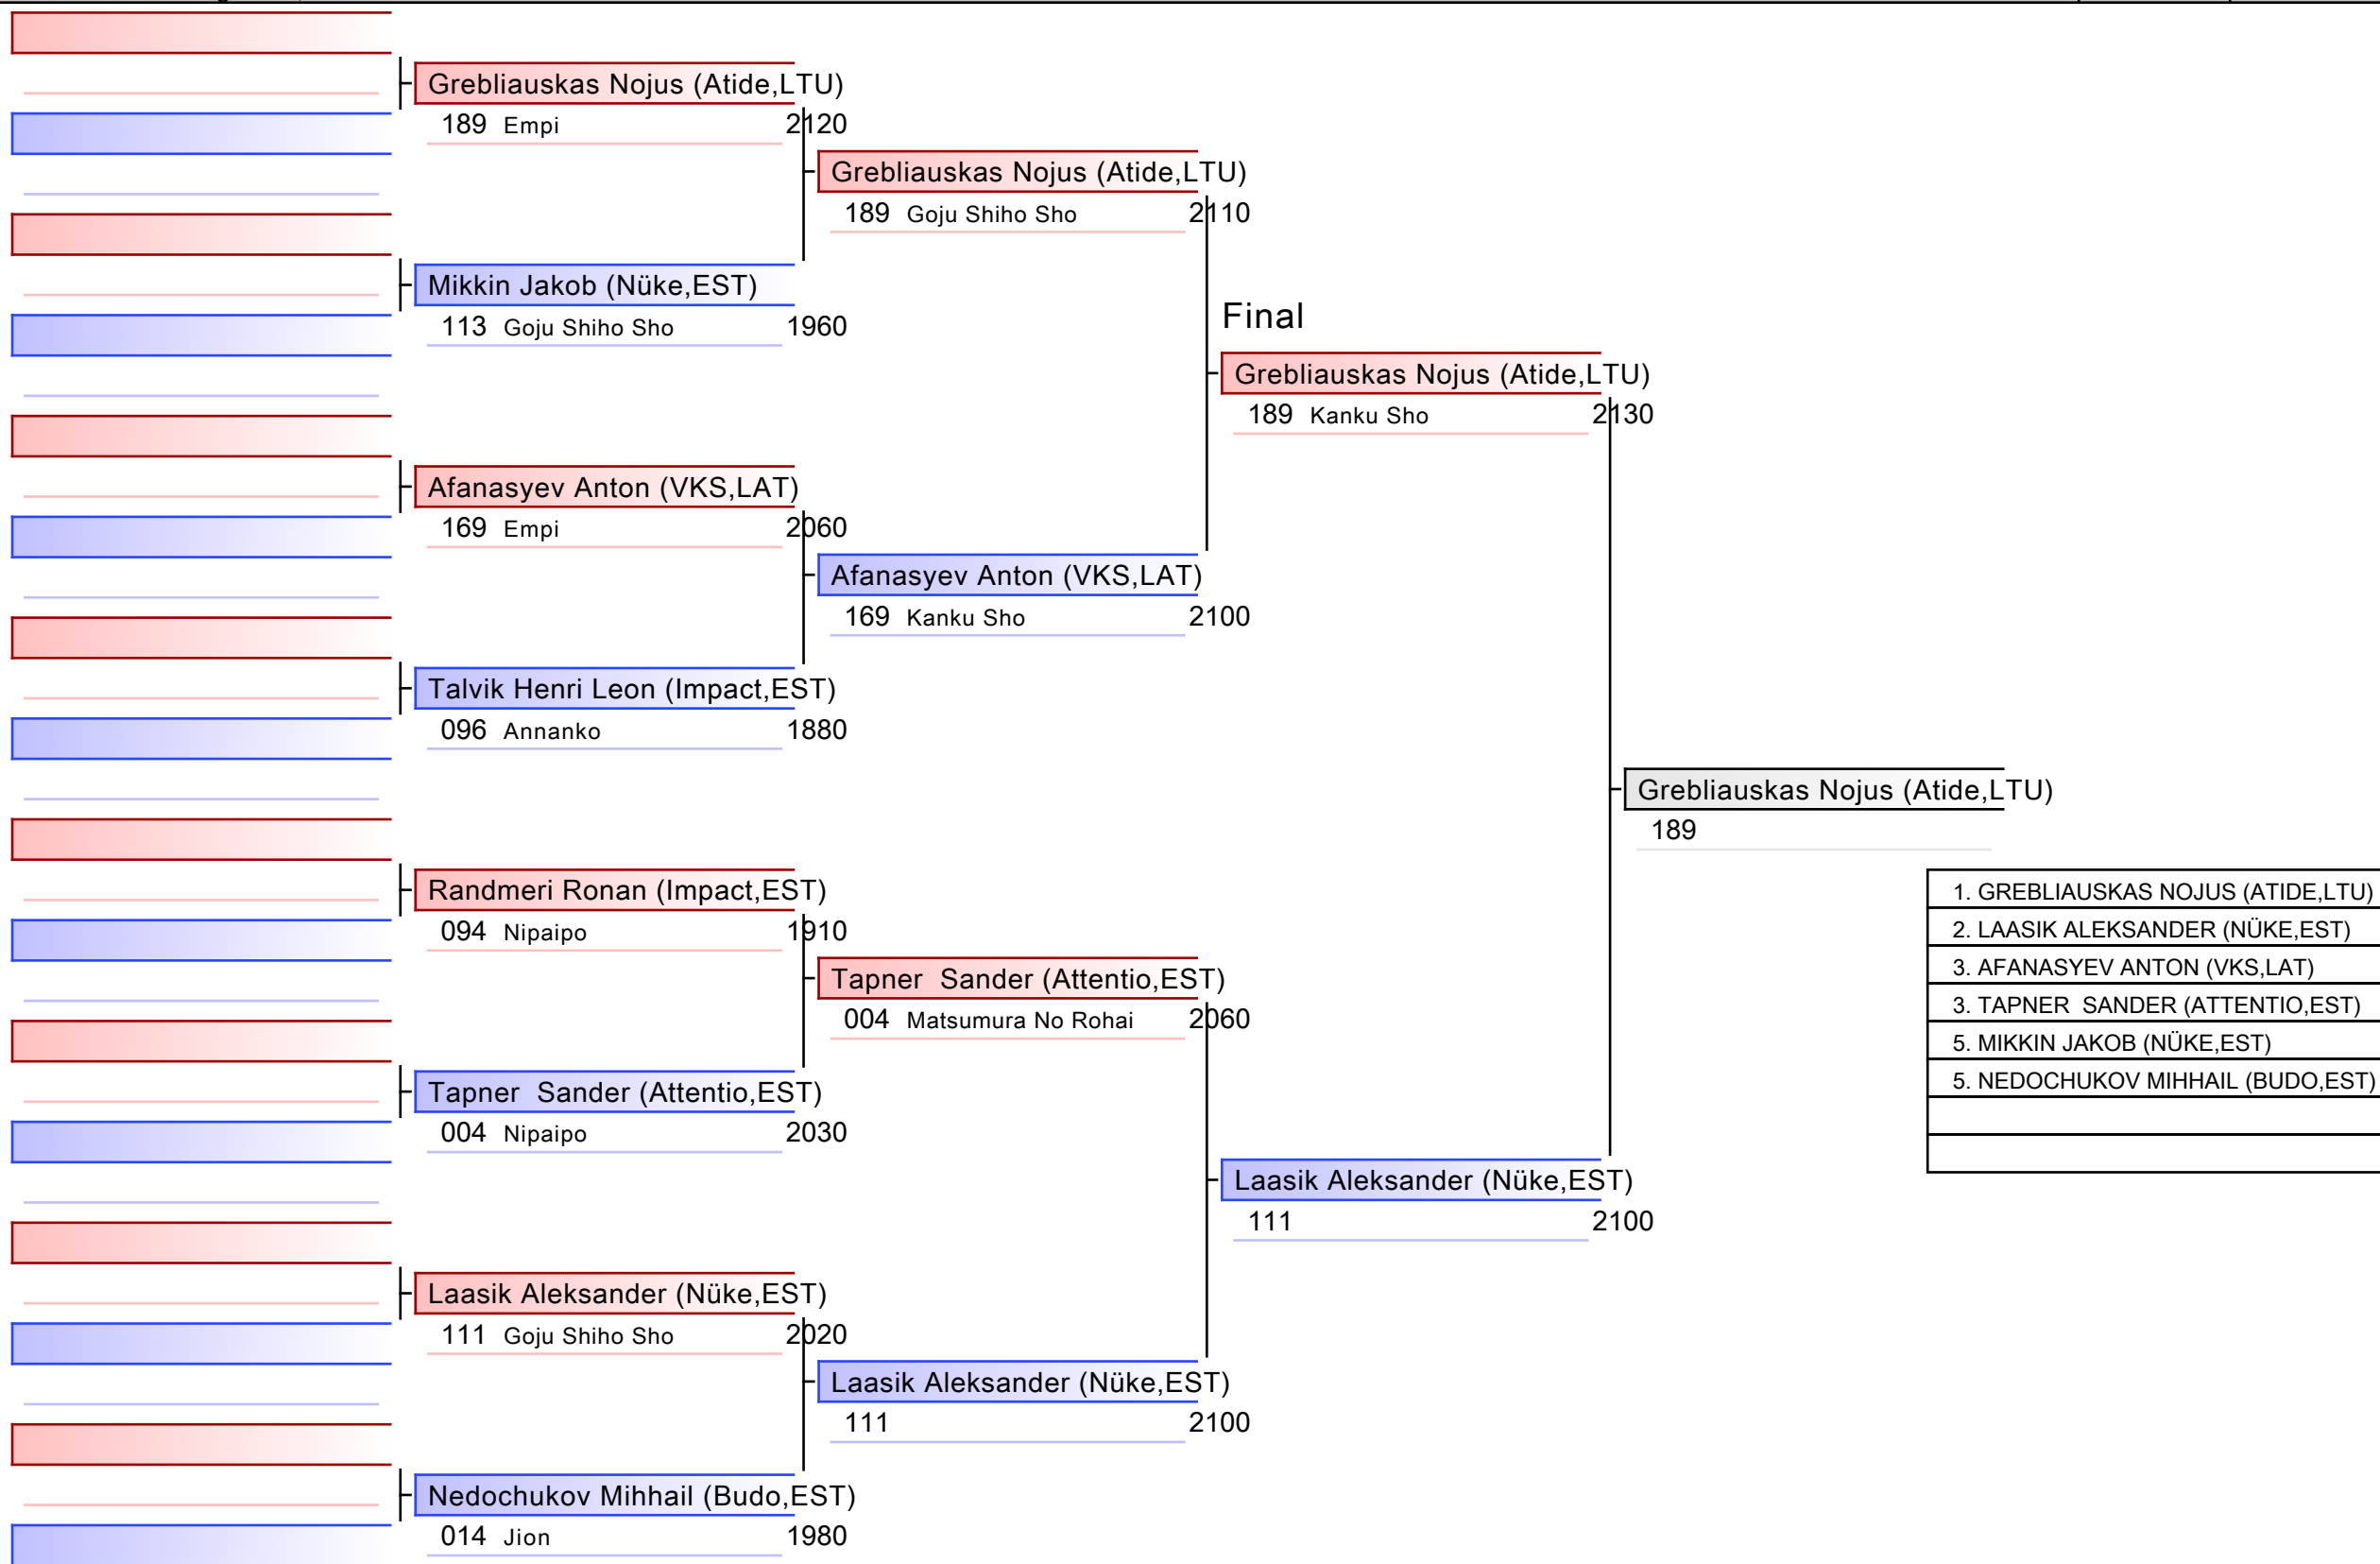 Grebliauskas Nojus (Atide,LTU)
189 Empi 2120
Grebliauskas Nojus (Atide,LTU)
189 Goju Shiho Sho 2110
Mikkin Jakob (Nüke,EST)
113 Goju Shiho Sho 1960
Final
Grebliauskas Nojus (Atide,LTU)
189 Kanku Sho 2130
Afanasyev Anton (VKS,LAT)
169 Empi 2060
Afanasyev Anton (VKS,LAT)
169 Kanku Sho 2100
Talvik Henri Leon (Impact,EST)
096 Annanko 1880
Grebliauskas Nojus (Atide,LTU)
189
Randmeri Ronan (Impact,EST)
094 Nipaipo 1910
Tapner  Sander (Attentio,EST)
004 Matsumura No Rohai 2060
Tapner  Sander (Attentio,EST)
004 Nipaipo 2030
Laasik Aleksander (Nüke,EST)
111 2100
Laasik Aleksander (Nüke,EST)
111 Goju Shiho Sho 2020
Laasik Aleksander (Nüke,EST)
111 2100
Nedochukov Mihhail (Budo,EST)
014 Jion 1980
1. GREBLIAUSKAS NOJUS (ATIDE,LTU)
2. LAASIK ALEKSANDER (NÜKE,EST)
3. AFANASYEV ANTON (VKS,LAT)
3. TAPNER  SANDER (ATTENTIO,EST)
5. MIKKIN JAKOB (NÜKE,EST)
5. NEDOCHUKOV MIHHAIL (BUDO,EST)